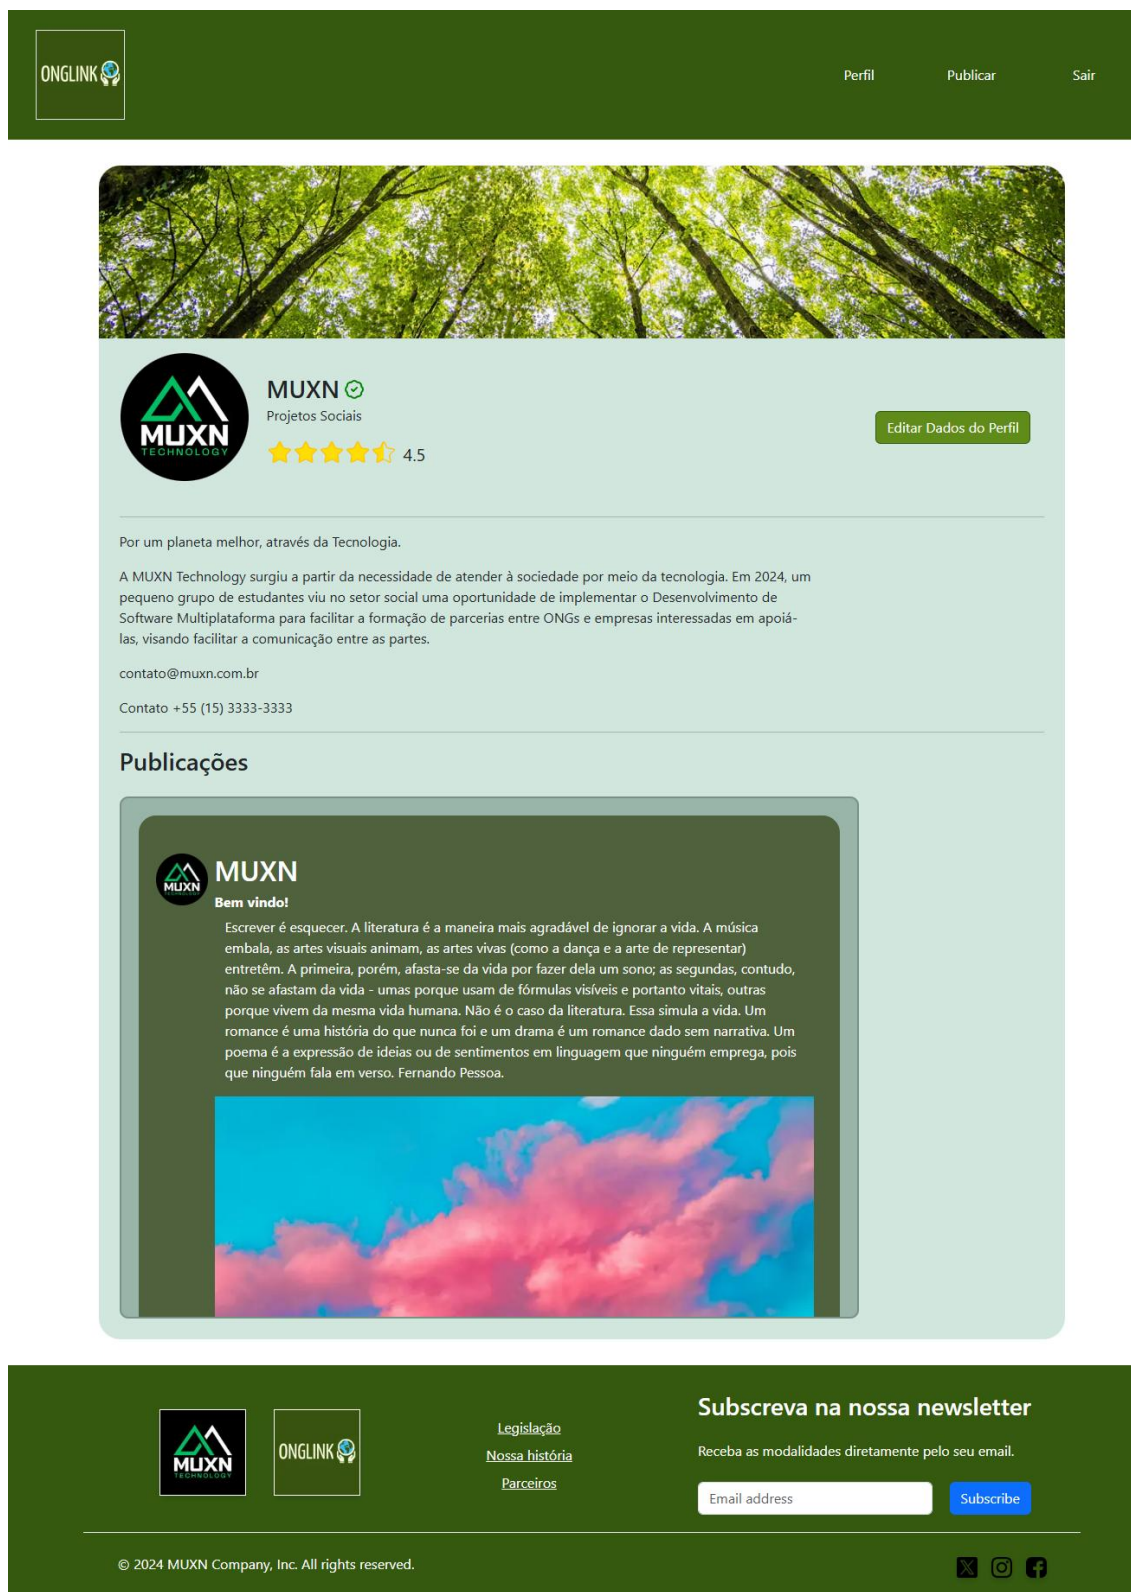 ONGLINK
Perfil
Publicar
Sair
MUXN
TECHNOLOGY
MUXN
Projetos Sociais
4.5
Editar Dados do Perfil
Por um planeta melhor, através da Tecnologia.
A MUXN Technology surgiu a partir da necessidade de atender à sociedade por meio da tecnologia. Em 2024, um
pequeno grupo de estudantes viu no setor social uma oportunidade de implementar o Desenvolvimento de
Software Multiplataforma para facilitar a formação de parcerias entre ONGs e empresas interessadas em apoiá-
las, visando facilitar a comunicação entre as partes.
contato@muxn.com.br
Contato +55 (15) 3333-3333
Publicações
MUXN
TECHNOLOGY
MUXN
Bem vindo!
Escrever é esquecer. A literatura é a maneira mais agradável de ignorar a vida. A música
embala, as artes visuais animam, as artes vivas (como a dança e a arte de representar)
entretêm. A primeira, porém, afasta-se da vida por fazer dela um sono; as segundas, contudo,
não se afastam da vida - umas porque usam de fórmulas visíveis e portanto vitais, outras
porque vivem da mesma vida humana. Não é o caso da literatura. Essa simula a vida. Um
romance é uma história do que nunca foi e um drama é um romance dado sem narrativa. Um
poema é a expressão de ideias ou de sentimentos em linguagem que ninguém emprega, pois
que ninguém fala em verso. Fernando Pessoa.
MUXN
TECHNOLOGY
ONGLINK
Legislação
Nossa história
Parceiros
Subscreva na nossa newsletter
Receba as modalidades diretamente pelo seu email.
Email address
Subscribe
© 2024 MUXN Company, Inc. All rights reserved.